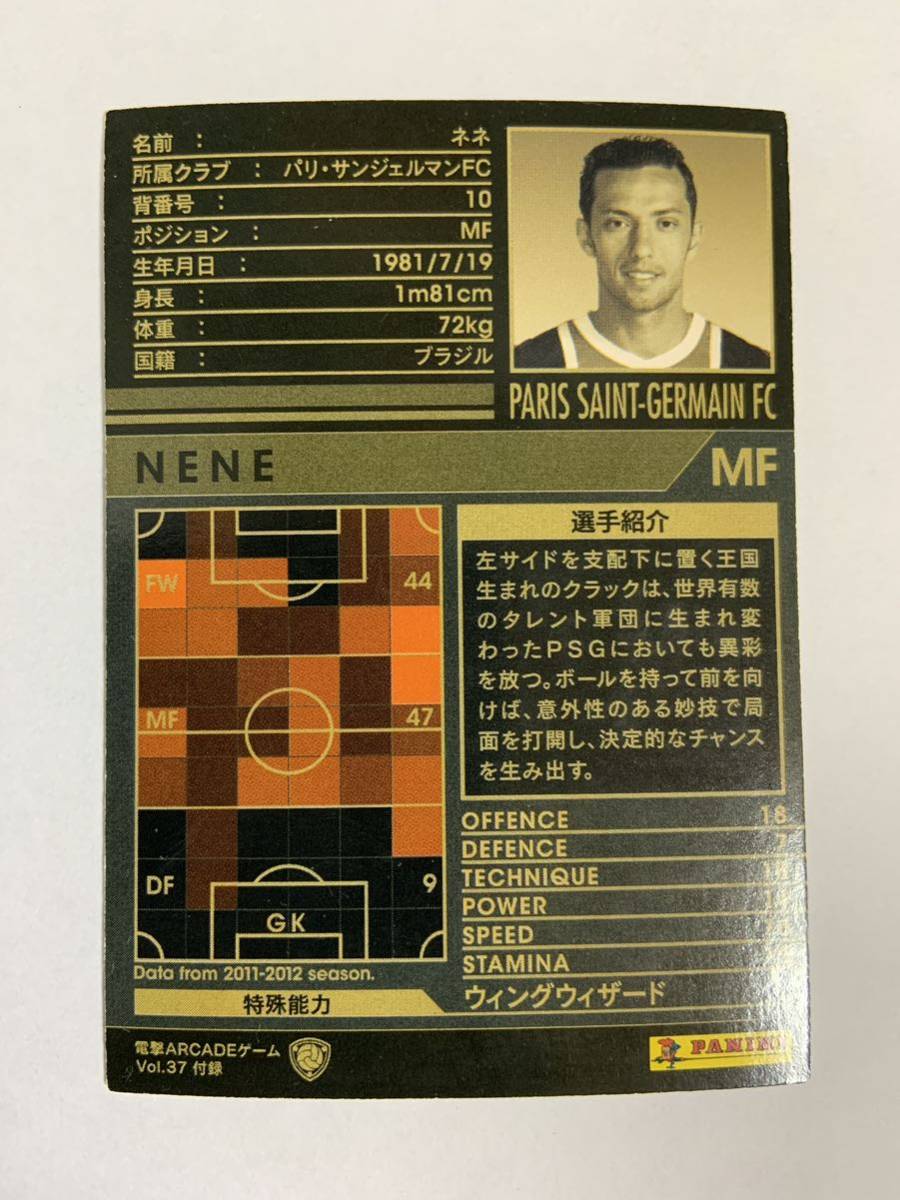 名前 : ネネ
所属クラブ : パリ・サンジェルマンFC
背番号 : 10
ポジション : MF
生年月日 : 1981/7/19
身長 : 1m81cm
体重 : 72kg
国籍 : ブラジル
PARIS SAINT-GERMAIN FC
NENE
MF
FW 44
MF 47
DF 9
GK
Data from 2011-2012 season.
特殊能力
選手紹介
左サイドを支配下に置く王国
生まれのクラックは、世界有数
のタレント軍団に生まれ変
わったPSGにおいても異彩
を放つ。ボールを持って前を向
けば、意外性のある妙技で局
面を打開し、決定的なチャンス
を生み出す。
OFFENCE 18
DEFENCE 7
TECHNIQUE
POWER
SPEED
STAMINA
ウィングウィザード
電撃ARCADEゲーム
Vol.37 付録
PANINI